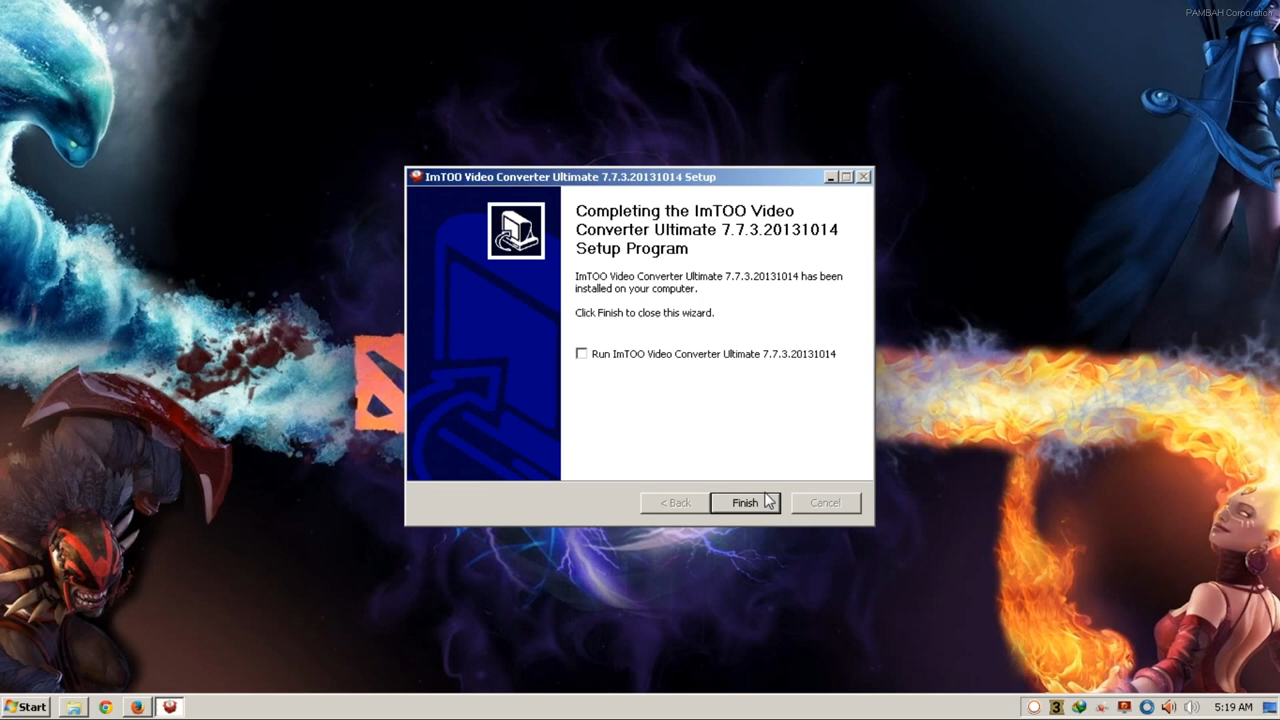 PAMBAH Corporation
ImTOO Video Converter Ultimate 7.7.3.20131014 Setup
Completing the ImTOO Video
Converter Ultimate 7.7.3.20131014
Setup Program
ImTOO Video Converter Ultimate 7.7.3.20131014 has been
installed on your computer.
Click Finish to close this wizard.
Run ImTOO Video Converter Ultimate 7.7.3.20131014
< Back
Finish
Cancel
Start
3
5:19 AM